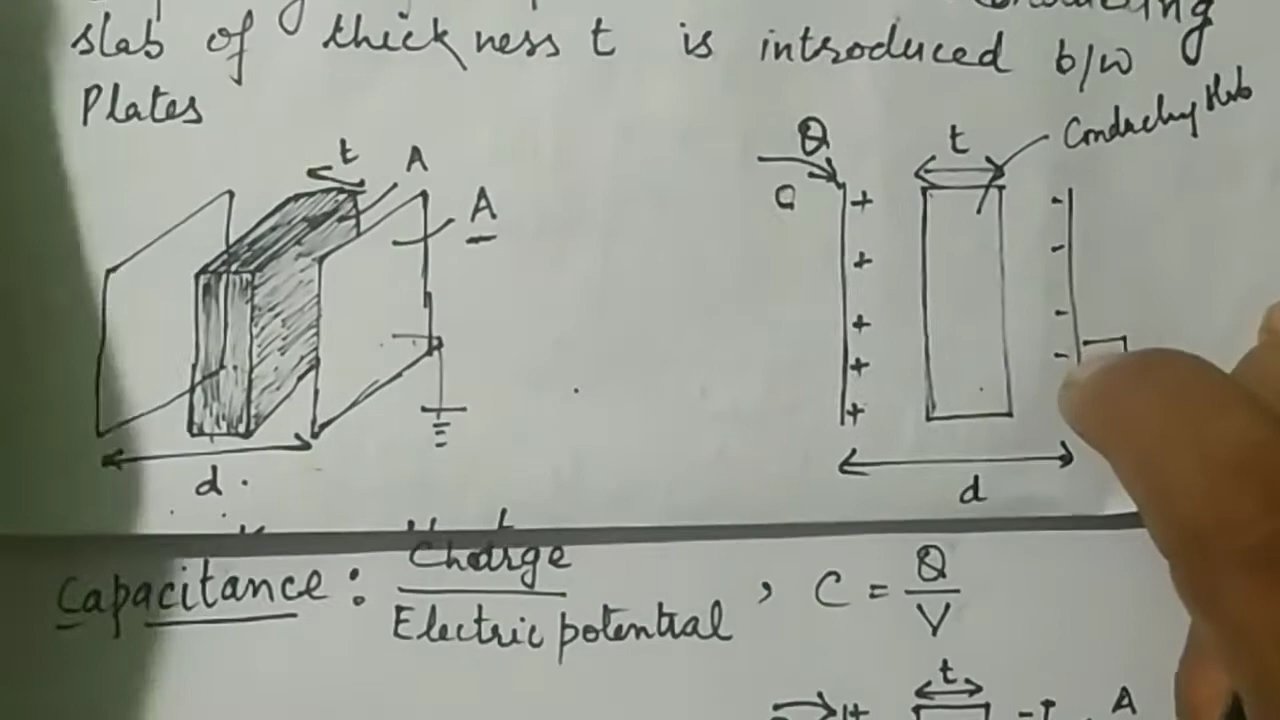 slab of thickness t is introduced b/w
Plates
t
A
A
d.
Q
t
Conducting slab
+
+
+
+
+
-
-
-
-
d
Capacitance : Charge / Electric potential , C = Q / V
t
A